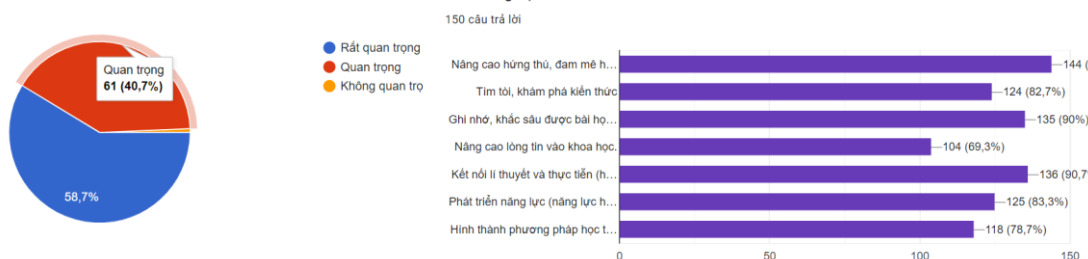 150 câu trả lời
Rất quan trọng
Quan trọng
Không quan trọ
Quan trọng
61 (40,7%)
58,7%
Nâng cao hứng thú, đam mê h...
144 (
Tìm tòi, khám phá kiến thức
124 (82,7%)
Ghi nhớ, khắc sâu được bài họ...
135 (90%)
Nâng cao lòng tin vào khoa học.
104 (69,3%)
Kết nối lí thuyết và thực tiễn (h...
136 (90,7%
Phát triển năng lực (năng lực h...
125 (83,3%)
Hình thành phương pháp học t...
118 (78,7%)
0
50
100
150